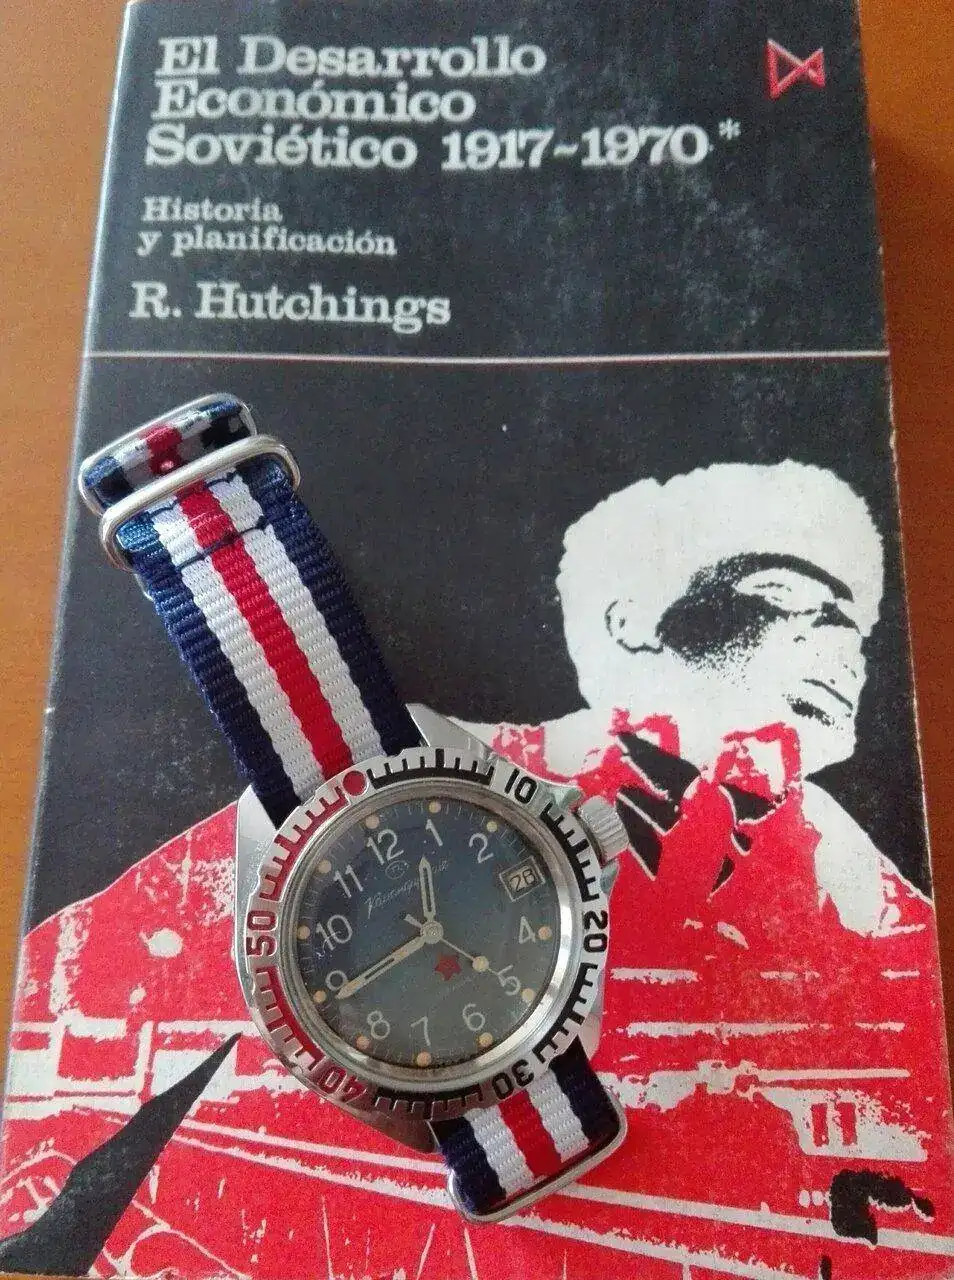 El Desarrollo
Económico
Soviético 1917-1970*
Historia
y planificación
R. Hutchings
10
20
30
40
50
12
1
2
28
4
5
6
7
8
9
10
11